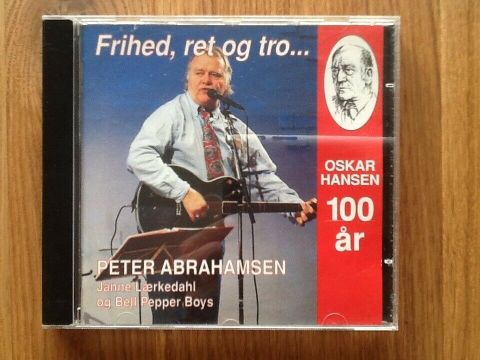 Frihed, ret og tro...
OSKAR
HANSEN
100
år
PETER ABRAHAMSEN
Janne Lærkedahl
og Bell Pepper Boys